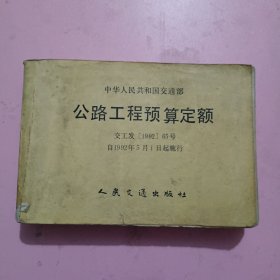 中华人民共和国交通部
公路工程预算定额
交工发〔1992〕65号
自1992年5月1日起施行
人民交通出版社